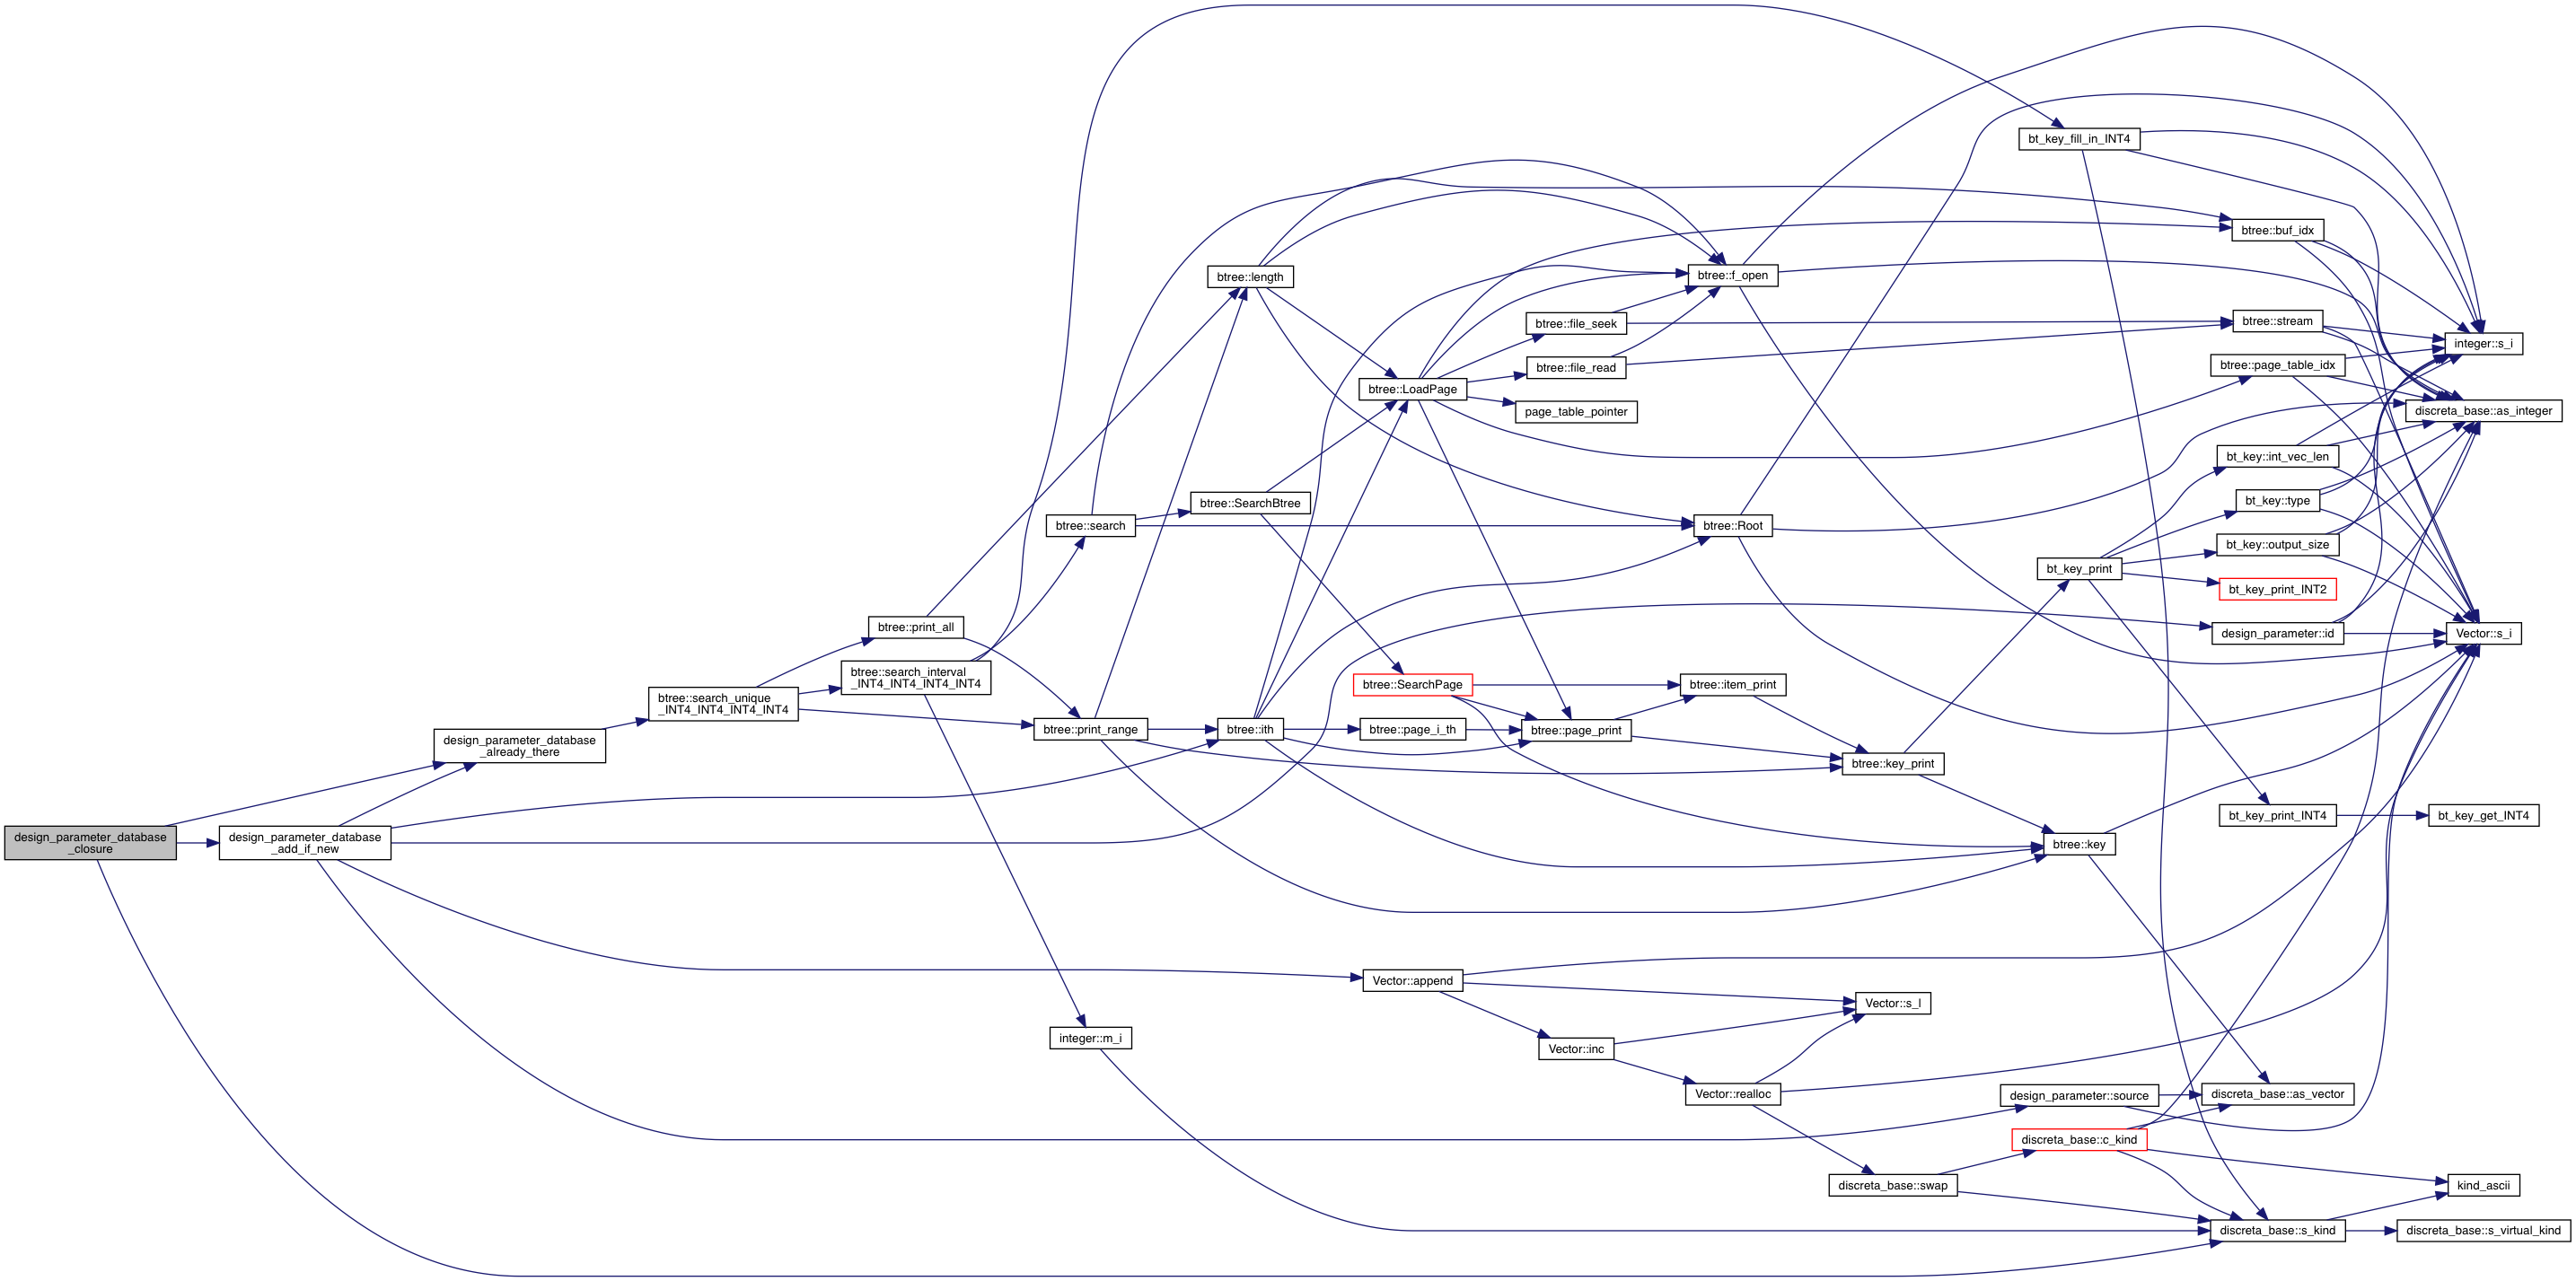 design_parameter_database
_closure
design_parameter_database
_add_if_new
design_parameter_database
_already_there
btree::search_unique
_INT4_INT4_INT4_INT4
btree::print_all
btree::search_interval
_INT4_INT4_INT4_INT4
btree::search
btree::print_range
integer::m_i
btree::length
btree::SearchBtree
btree::ith
btree::LoadPage
btree::SearchPage
btree::page_i_th
Vector::append
btree::file_seek
btree::file_read
page_table_pointer
btree::page_print
Vector::inc
btree::f_open
btree::Root
btree::item_print
Vector::realloc
btree::key_print
Vector::s_l
discreta_base::swap
bt_key_fill_in_INT4
bt_key_print
btree::key
design_parameter::source
discreta_base::c_kind
btree::buf_idx
btree::stream
btree::page_table_idx
bt_key::int_vec_len
bt_key::type
bt_key::output_size
bt_key_print_INT2
design_parameter::id
bt_key_print_INT4
discreta_base::as_vector
discreta_base::s_kind
integer::s_i
discreta_base::as_integer
Vector::s_i
bt_key_get_INT4
kind_ascii
discreta_base::s_virtual_kind